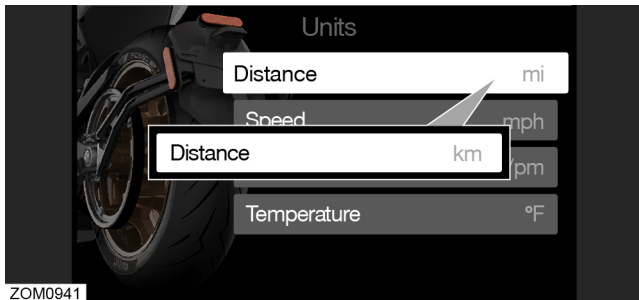 Units
Distance mi
Speed mph
Distance km
Temperature °F
ZOM0941